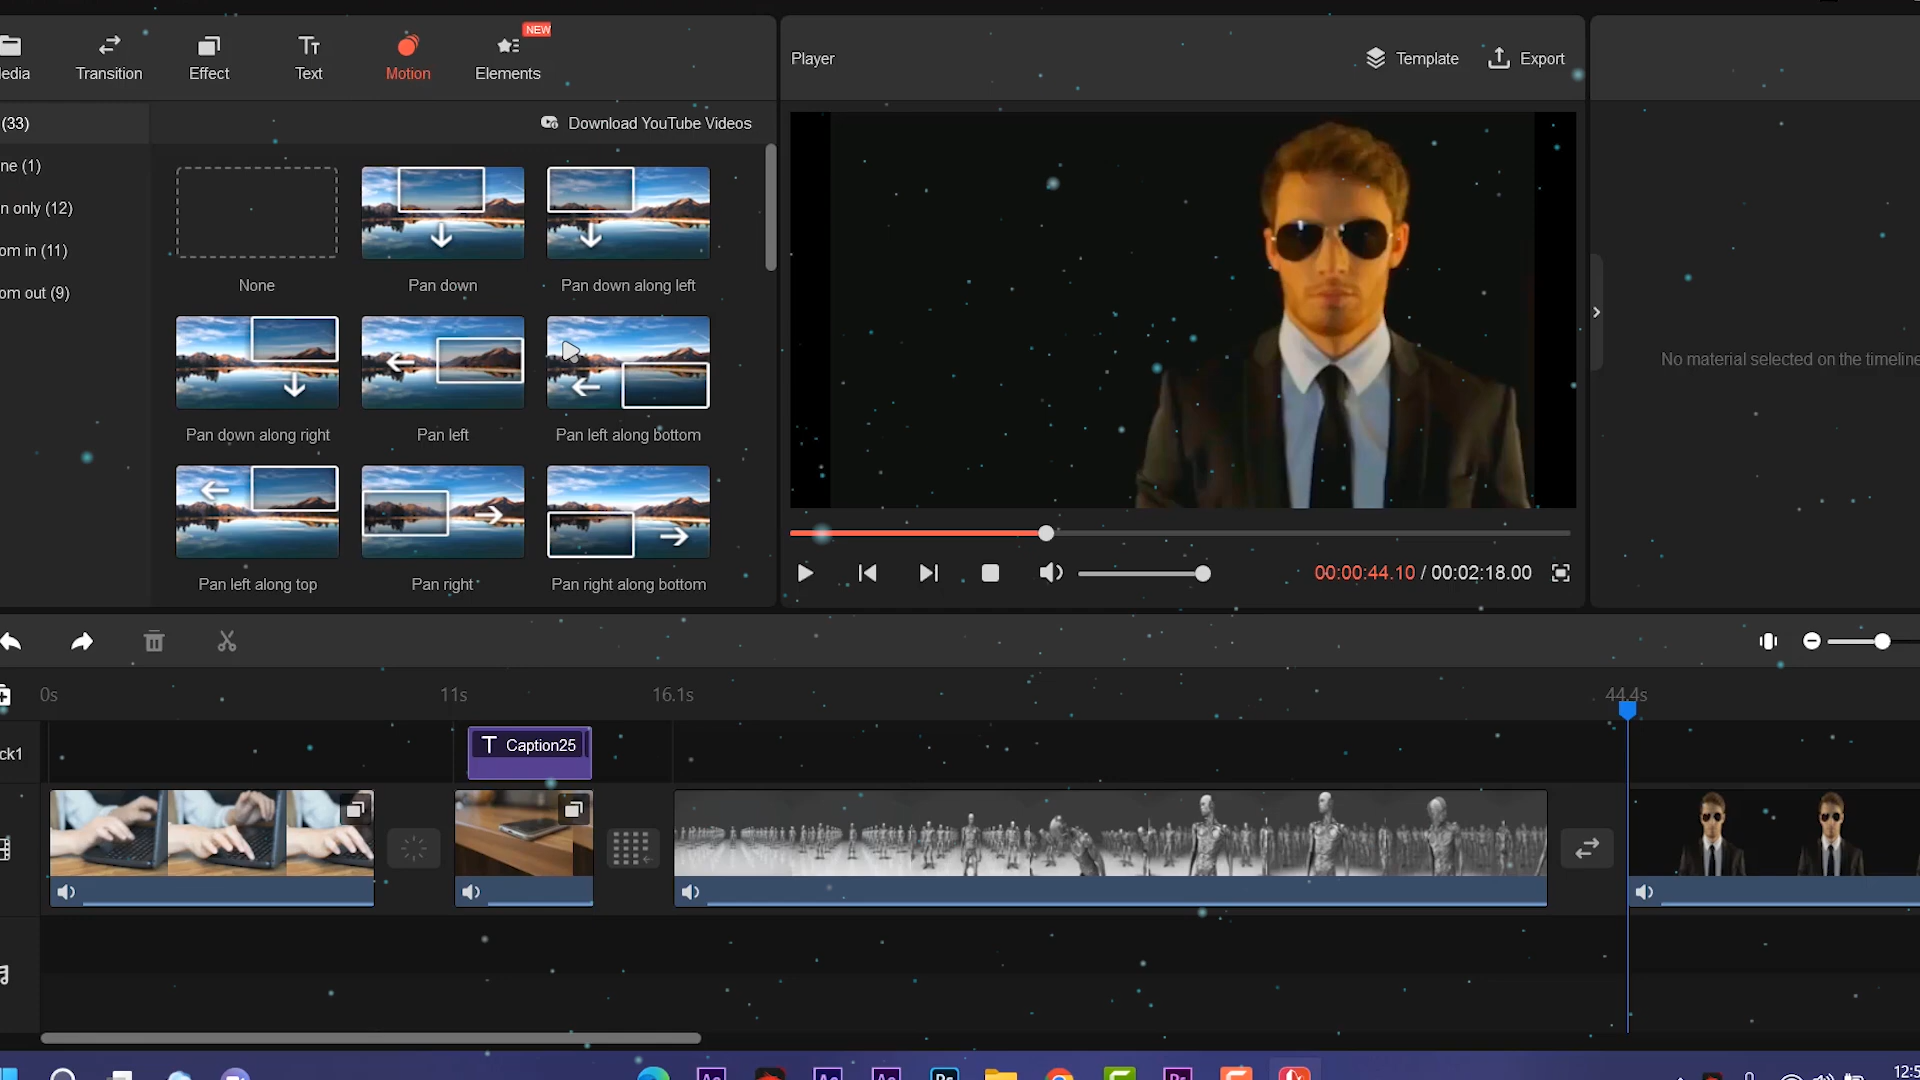 NEW
edia
Transition
Effect
Text
Motion
Elements
Player
Template
Export
(33)
Download YouTube Videos
ne (1)
n only (12)
om in (11)
om out (9)
None
Pan down
Pan down along left
Pan down along right
Pan left
Pan left along bottom
Pan left along top
Pan right
Pan right along bottom
No material selected on the timeline
00:00:44.10 / 00:02:18.00
0s
11s
16.1s
44.4s
ck1
T Caption25
12:5